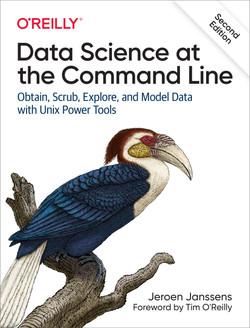 O'REILLY®
Second
Edition
Data Science at
the Command Line
Obtain, Scrub, Explore, and Model Data
with Unix Power Tools
Jeroen Janssens
Foreword by Tim O'Reilly